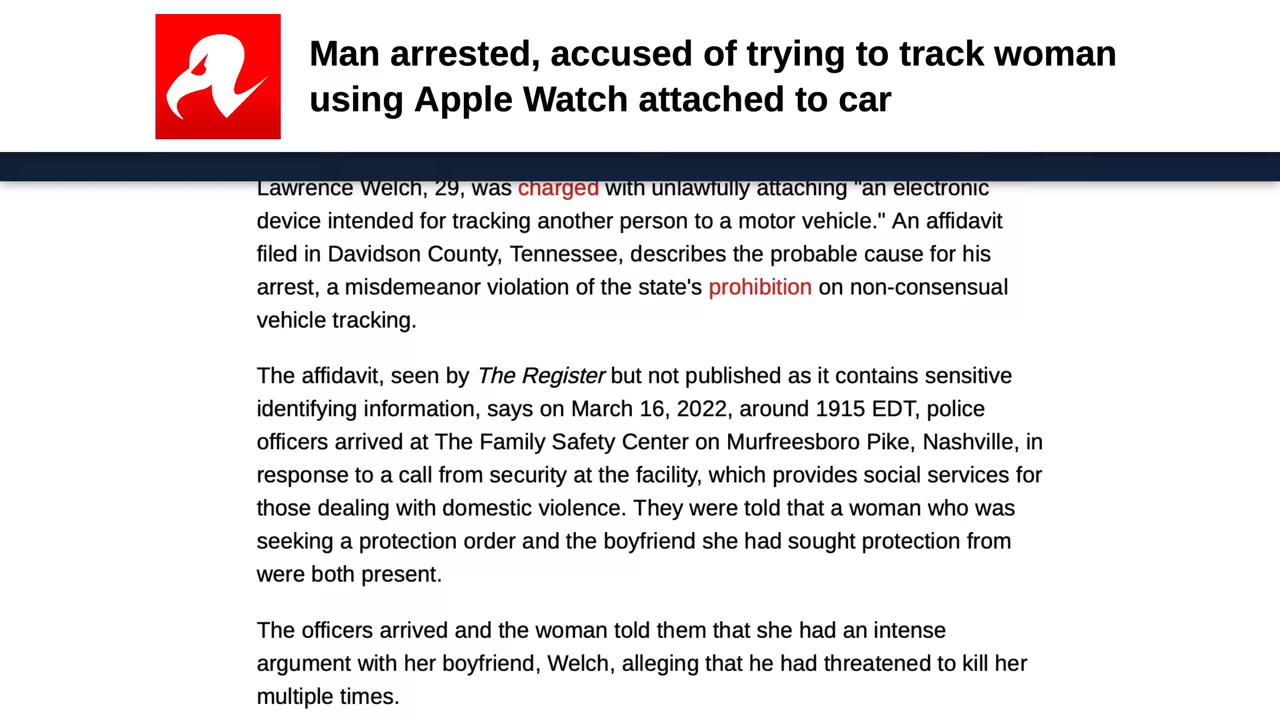 Man arrested, accused of trying to track woman
using Apple Watch attached to car
Lawrence Welch, 29, was charged with unlawfully attaching "an electronic
device intended for tracking another person to a motor vehicle." An affidavit
filed in Davidson County, Tennessee, describes the probable cause for his
arrest, a misdemeanor violation of the state's prohibition on non-consensual
vehicle tracking.
The affidavit, seen by The Register but not published as it contains sensitive
identifying information, says on March 16, 2022, around 1915 EDT, police
officers arrived at The Family Safety Center on Murfreesboro Pike, Nashville, in
response to a call from security at the facility, which provides social services for
those dealing with domestic violence. They were told that a woman who was
seeking a protection order and the boyfriend she had sought protection from
were both present.
The officers arrived and the woman told them that she had an intense
argument with her boyfriend, Welch, alleging that he had threatened to kill her
multiple times.